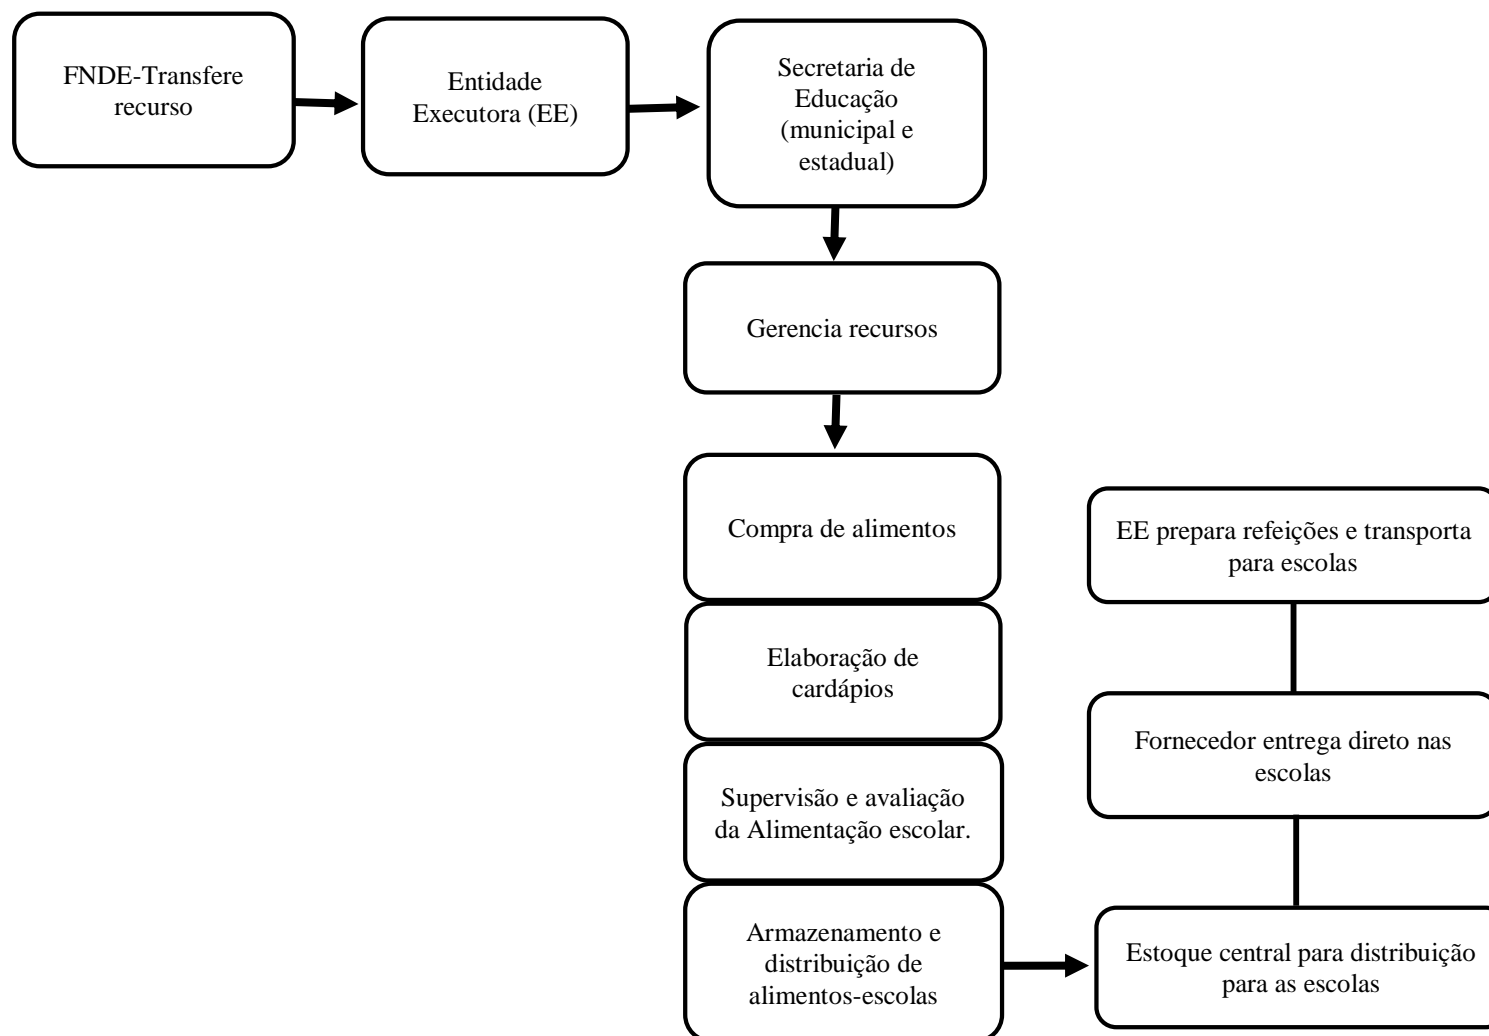 FNDE-Transfere
recurso
Entidade
Executora (EE)
Secretaria de
Educação
(municipal e
estadual)
Gerencia recursos
Compra de alimentos
Elaboração de
cardápios
Supervisão e avaliação
da Alimentação escolar.
Armazenamento e
distribuição de
alimentos-escolas
EE prepara refeições e transporta
para escolas
Fornecedor entrega direto nas
escolas
Estoque central para distribuição
para as escolas